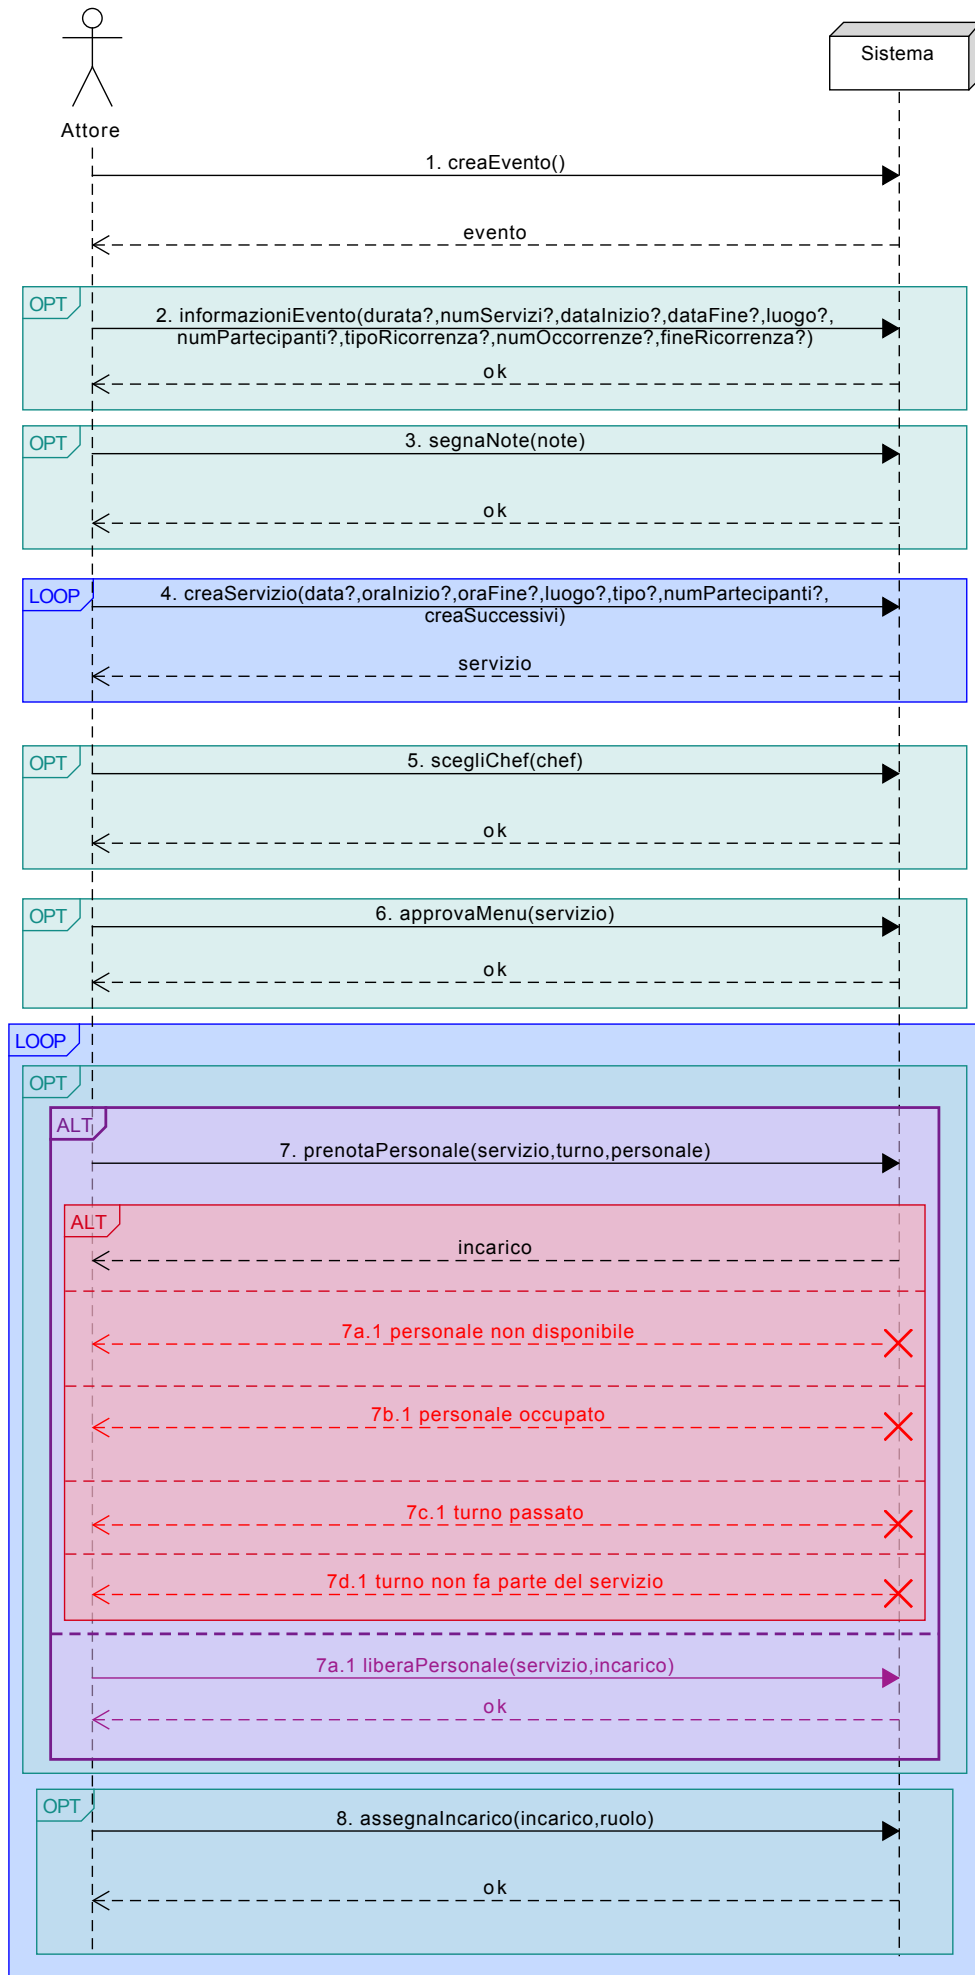 Sistema
Attore
1. creaEvento()
evento
OPT
2. informazioniEvento(durata?,numServizi?,dataInizio?,dataFine?,luogo?,
numPartecipanti?,tipoRicorrenza?,numOccorrenze?,fineRicorrenza?)
ok
OPT
3. segnaNote(note)
ok
LOOP
4. creaServizio(data?,oraInizio?,oraFine?,luogo?,tipo?,numPartecipanti?,
creaSuccessivi)
servizio
OPT
5. scegliChef(chef)
ok
OPT
6. approvaMenu(servizio)
ok
LOOP
OPT
ALT
7. prenotaPersonale(servizio,turno,personale)
ALT
incarico
7a.1 personale non disponibile
7b.1 personale occupato
7c.1 turno passato
7d.1 turno non fa parte del servizio
7a.1 liberaPersonale(servizio,incarico)
ok
OPT
8. assegnaIncarico(incarico,ruolo)
ok